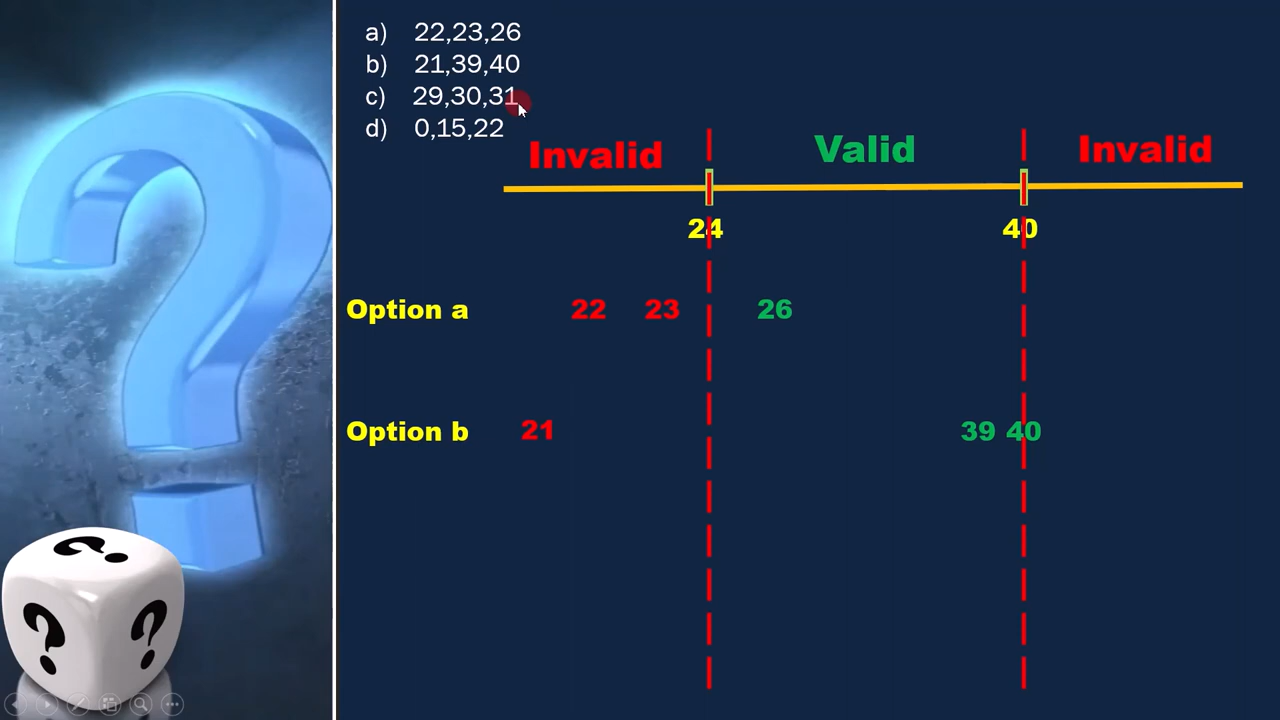 a) 22,23,26
b) 21,39,40
c) 29,30,31
d) 0,15,22
Invalid Valid Invalid
24 40
Option a 22 23 26
Option b 21 39 40
? ? ?